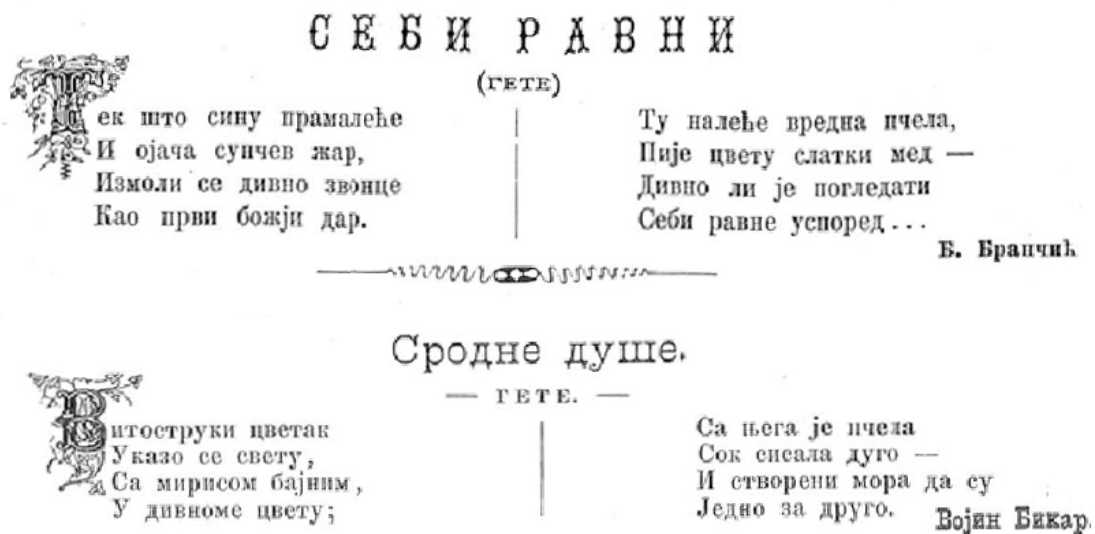 СЕБИ РАВНИ
(ГЕТЕ)
Тек што сину прамалеће
И ојача сунчев жар,
Измоли се дивно звонце
Као први божји дар.
Ту налеће вредна пчела,
Пије цвету слатки мед —
Дивно ли је погледати
Себи равне успоред...
Б. Бранчић
Сродне душе.
— ГЕТЕ. —
Витоструки цветак
Указо се свету,
Са мирисом бајним,
У дивноме цвету;
Са њега је пчела
Сок сисала дуго —
И створени мора да су
Једно за друго.
Војин Бикар.